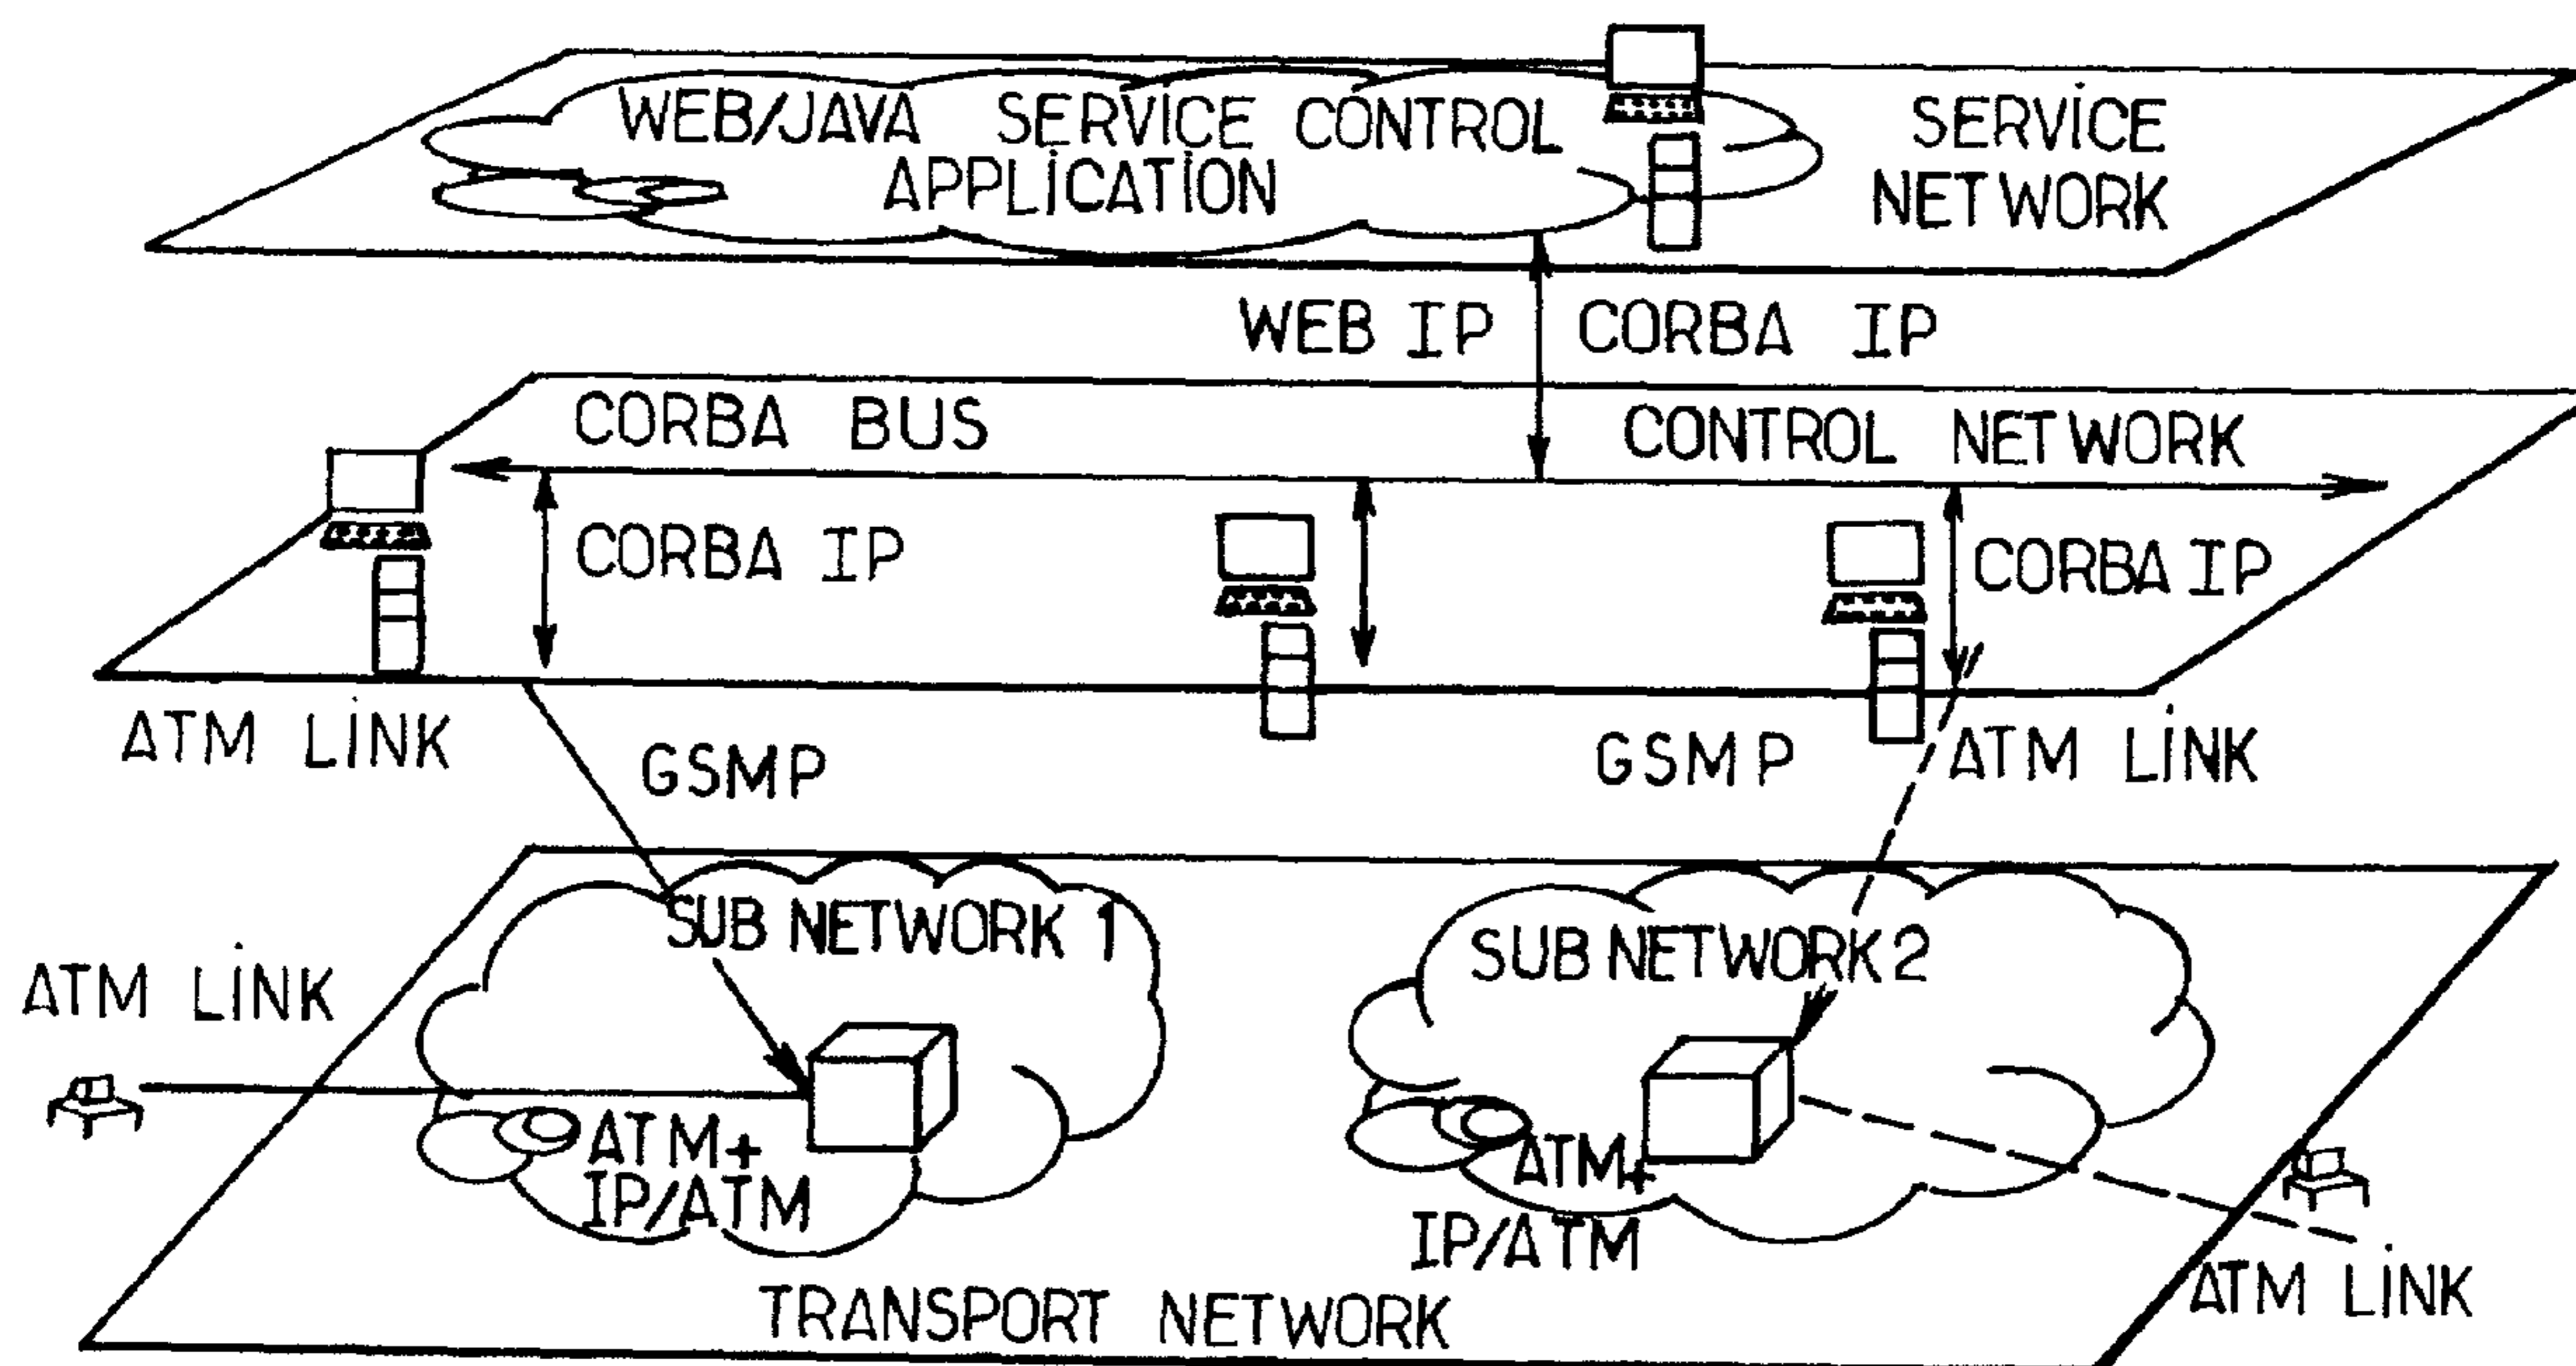 WEB/JAVA SERVICE CONTROL
APPLICATION
SERVICE
NETWORK
WEB IP
CORBA IP
CORBA BUS
CONTROL NETWORK
CORBA IP
CORBA IP
ATM LINK
GSMP
GSMP
ATM LINK
SUB NETWORK 1
SUB NETWORK 2
ATM LINK
ATM+
IP/ATM
ATM+
IP/ATM
ATM LINK
TRANSPORT NETWORK